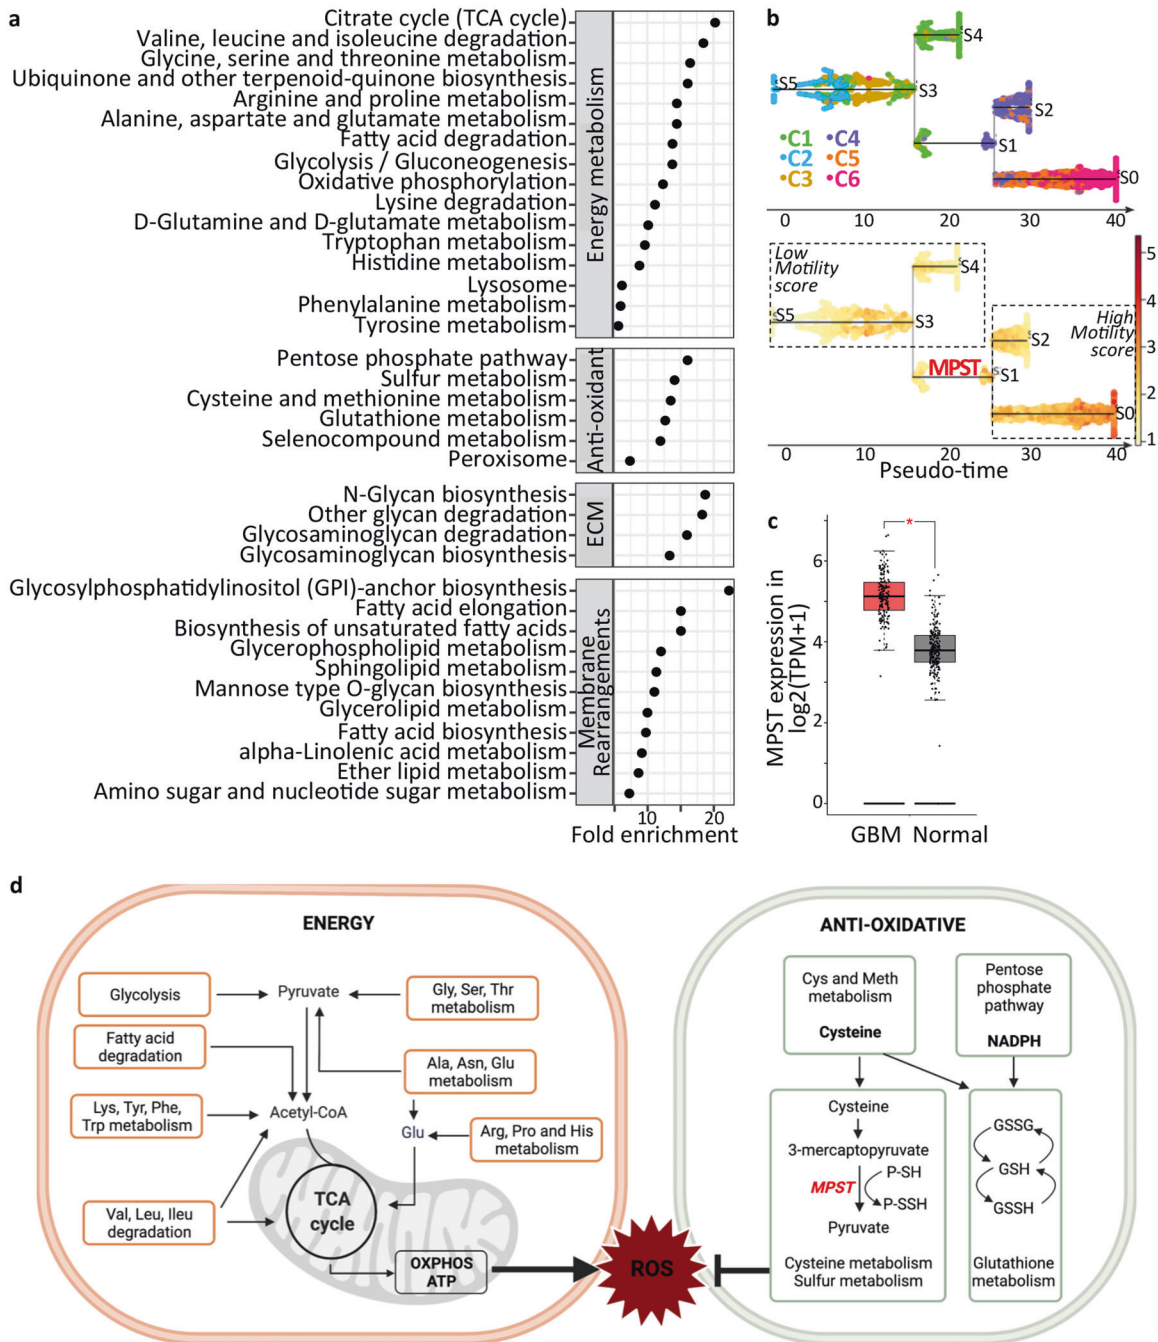 a
Citrate cycle (TCA cycle)
Valine, leucine and isoleucine degradation
Glycine, serine and threonine metabolism
Ubiquinone and other terpenoid-quinone biosynthesis
Arginine and proline metabolism
Alanine, aspartate and glutamate metabolism
Fatty acid degradation
Glycolysis / Gluconeogenesis
Oxidative phosphorylation
Lysine degradation
D-Glutamine and D-glutamate metabolism
Tryptophan metabolism
Histidine metabolism
Lysosome
Phenylalanine metabolism
Tyrosine metabolism
Energy metabolism
Pentose phosphate pathway
Sulfur metabolism
Cysteine and methionine metabolism
Glutathione metabolism
Selenocompound metabolism
Peroxisome
Anti-oxidant
N-Glycan biosynthesis
Other glycan degradation
Glycosaminoglycan degradation
Glycosaminoglycan biosynthesis
ECM
Glycosylphosphatidylinositol (GPI)-anchor biosynthesis
Fatty acid elongation
Biosynthesis of unsaturated fatty acids
Glycerophospholipid metabolism
Sphingolipid metabolism
Mannose type O-glycan biosynthesis
Glycerolipid metabolism
Fatty acid biosynthesis
alpha-Linolenic acid metabolism
Ether lipid metabolism
Amino sugar and nucleotide sugar metabolism
Membrane
Rearrangements
10 20
Fold enrichment
b
S4
S5
S3
S2
S1
S0
C1 C4
C2 C5
C3 C6
0 10 20 30 40
Low
Motility
score
S4
S5
S3
High
Motility
score
S2
MPST
S1
S0
5
4
3
2
1
0 10 20 30 40
Pseudo-time
c
*
MPST expression in
log2(TPM+1)
6
4
2
0
GBM Normal
d
ENERGY
Glycolysis
Pyruvate
Gly, Ser, Thr
metabolism
Fatty acid
degradation
Ala, Asn, Glu
metabolism
Lys, Tyr, Phe,
Trp metabolism
Acetyl-CoA
Glu
Arg, Pro and His
metabolism
Val, Leu, Ileu
degradation
TCA
cycle
OXPHOS
ATP
ROS
ANTI-OXIDATIVE
Cys and Meth
metabolism
Cysteine
Pentose
phosphate
pathway
NADPH
Cysteine
3-mercaptopyruvate
MPST
P-SH
P-SSH
Pyruvate
Cysteine metabolism
Sulfur metabolism
GSSG
GSH
GSSH
Glutathione
metabolism